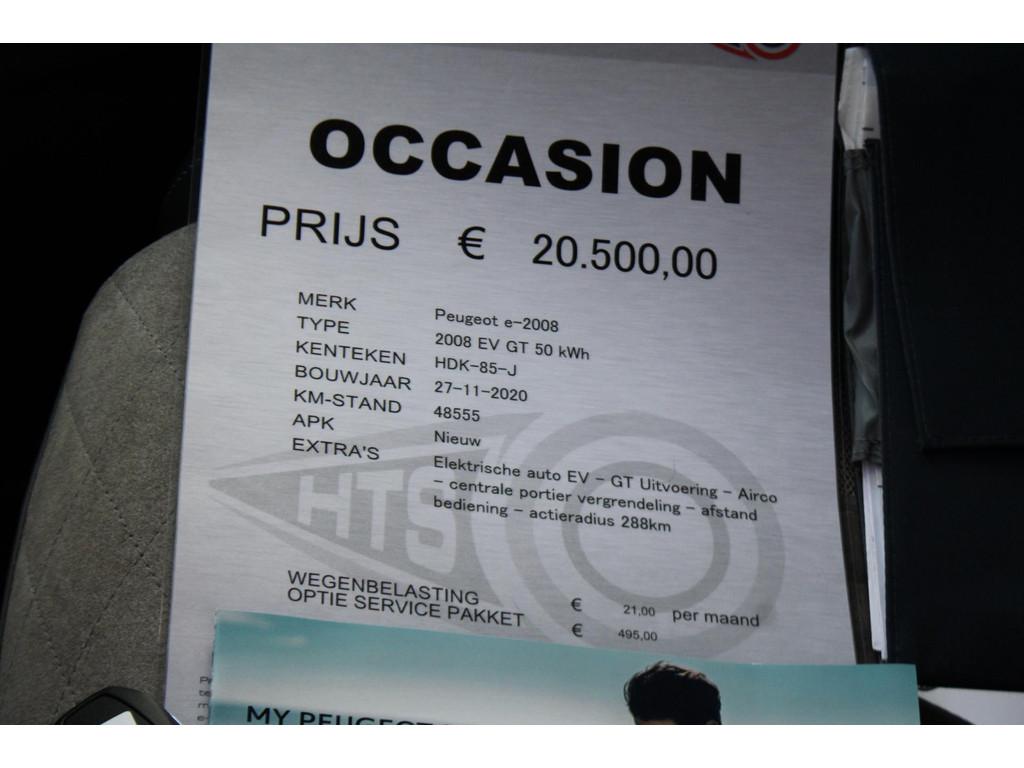 OCCASION
PRIJS € 20.500,00
MERK Peugeot e-2008
TYPE 2008 EV GT 50 kWh
KENTEKEN HDK-85-J
BOUWJAAR 27-11-2020
KM-STAND 48555
APK Nieuw
EXTRA'S Elektrische auto EV - GT Uitvoering - Airco
- centrale portier vergrendeling - afstand
bediening - actieradius 288km
HTS
WEGENBELASTING € 21,00 per maand
OPTIE SERVICE PAKKET € 495,00
MY PEUGEOT